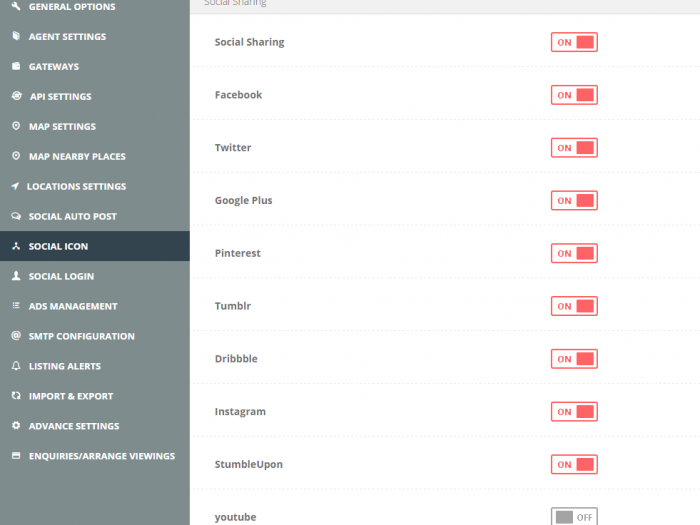 GENERAL OPTIONS
AGENT SETTINGS
GATEWAYS
API SETTINGS
MAP SETTINGS
MAP NEARBY PLACES
LOCATIONS SETTINGS
SOCIAL AUTO POST
SOCIAL ICON
SOCIAL LOGIN
ADS MANAGEMENT
SMTP CONFIGURATION
LISTING ALERTS
IMPORT & EXPORT
ADVANCE SETTINGS
ENQUIRIES/ARRANGE VIEWINGS
Social Sharing
Social Sharing ON
Facebook ON
Twitter ON
Google Plus ON
Pinterest ON
Tumblr ON
Dribbble ON
Instagram ON
StumbleUpon ON
youtube OFF